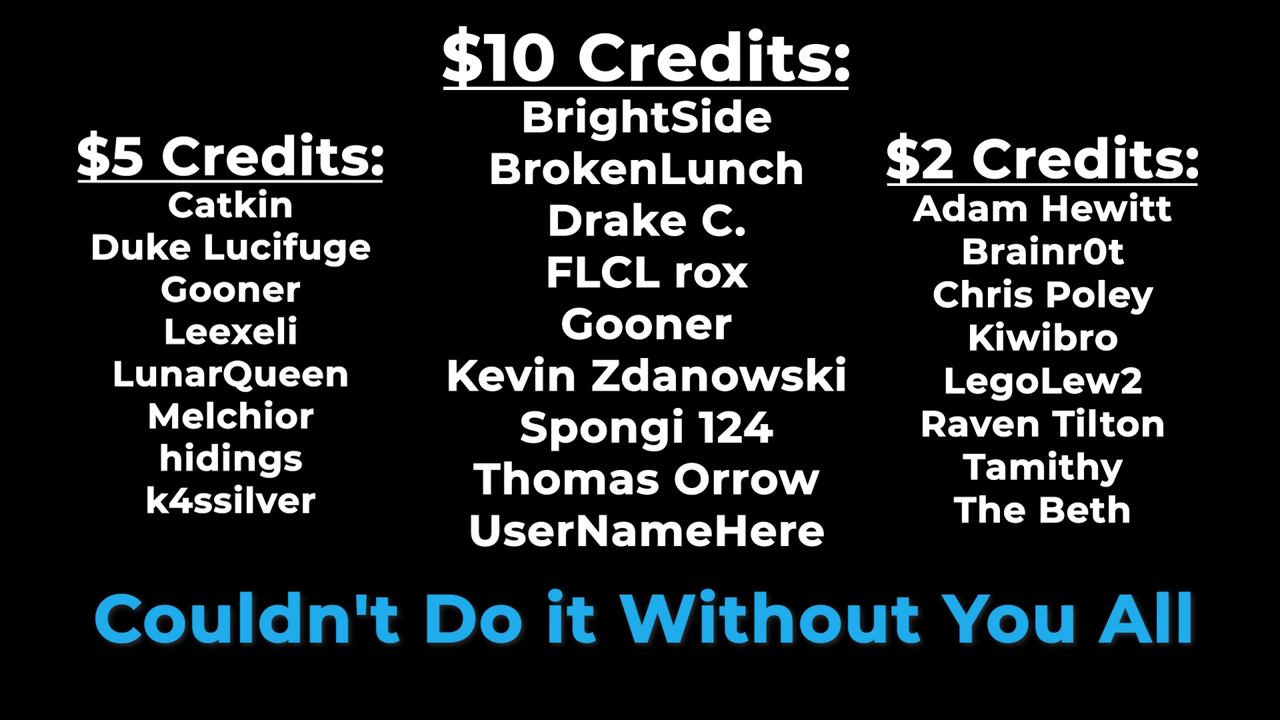 $10 Credits:
BrightSide
BrokenLunch
Drake C.
FLCL rox
Gooner
Kevin Zdanowski
Spongi 124
Thomas Orrow
UserNameHere
$5 Credits:
Catkin
Duke Lucifuge
Gooner
Leexeli
LunarQueen
Melchior
hidings
k4ssilver
$2 Credits:
Adam Hewitt
Brainr0t
Chris Poley
Kiwibro
LegoLew2
Raven Tilton
Tamithy
The Beth
Couldn't Do it Without You All